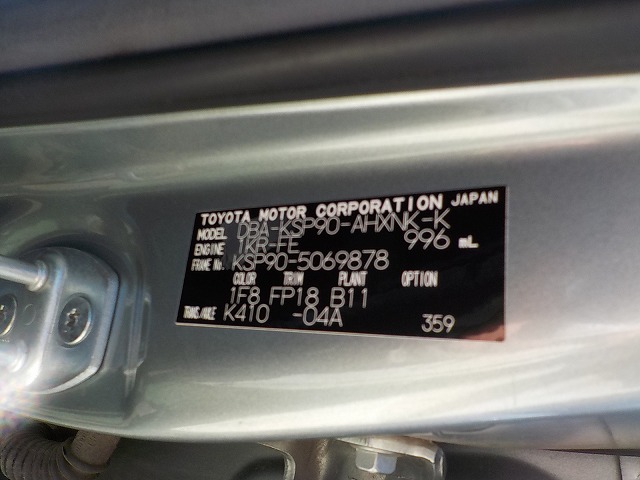 TOYOTA MOTOR CORPORATION JAPAN
MODEL DBA-KSP90-AHXNK-K
ENGINE 1KR-FE 996 mL
FRAME No. KSP90-5069878
COLOR TRIM PLANT OPTION
1F8 FP18 B11
TRANS/AXLE K410 -04A 359